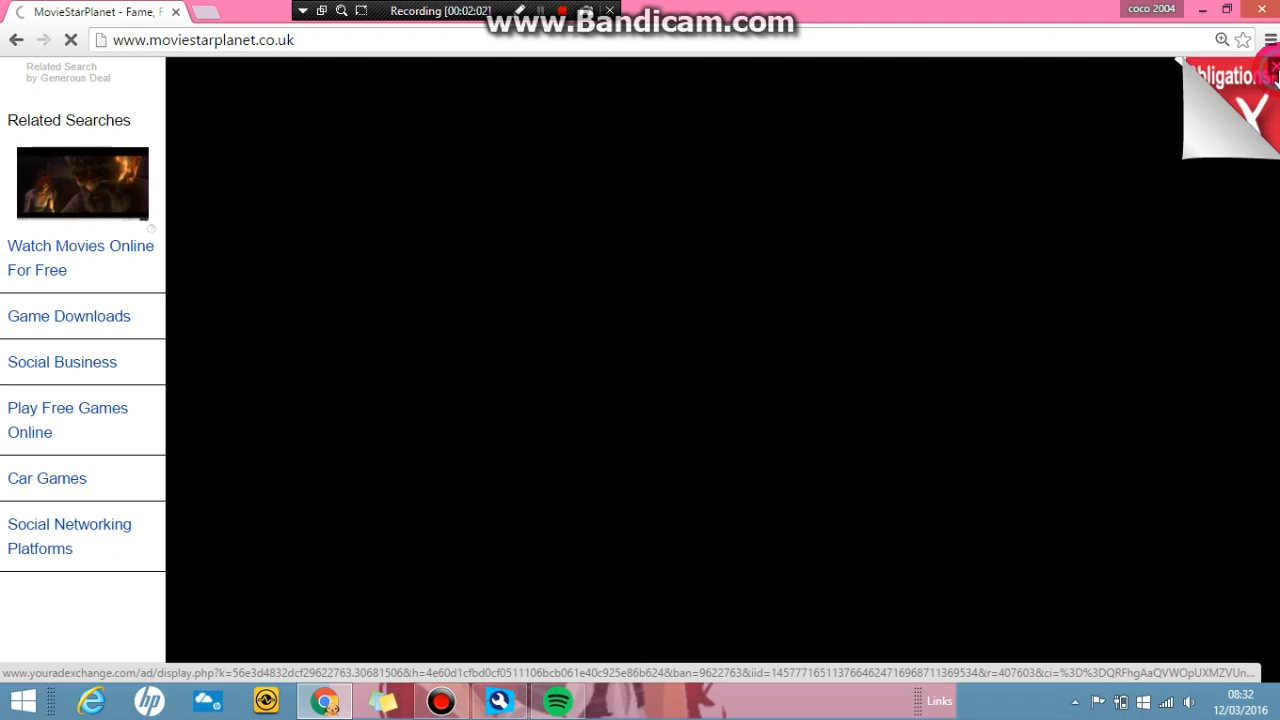 MovieStarPlanet - Fame, F
Recording [00:02:02]
www.Bandicam.com
coco 2004
www.moviestarplanet.co.uk
Related Search
by Generous Deal
Obligations
Related Searches
Watch Movies Online
For Free
Game Downloads
Social Business
Play Free Games
Online
Car Games
Social Networking
Platforms
Links
08:32
12/03/2016